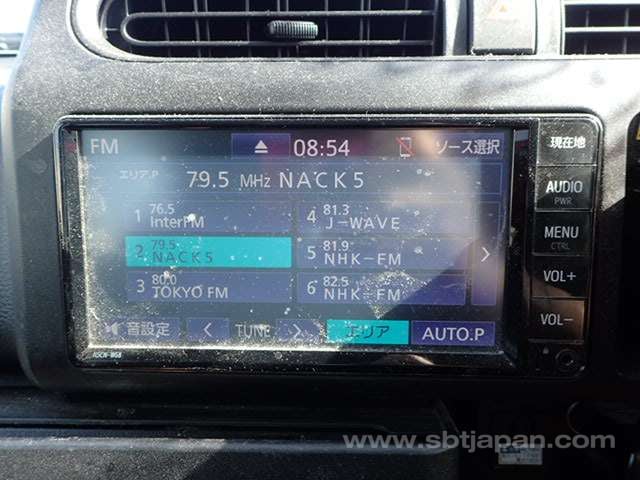 FM 08:54 ソース選択
現在地
エリア.P 79.5 MHz NACK5
AUDIO
PWR
1 76.5 InterFM
4 81.3 J-WAVE
MENU
CTRL
2 79.5 NACK5
5 81.9 NHK-FM
VOL+
3 80.0 TOKYO FM
6 82.5 NHK-FM
VOL-
音設定 < TUNE > エリア AUTO.P
NSCN-W68
www.sbtjapan.com